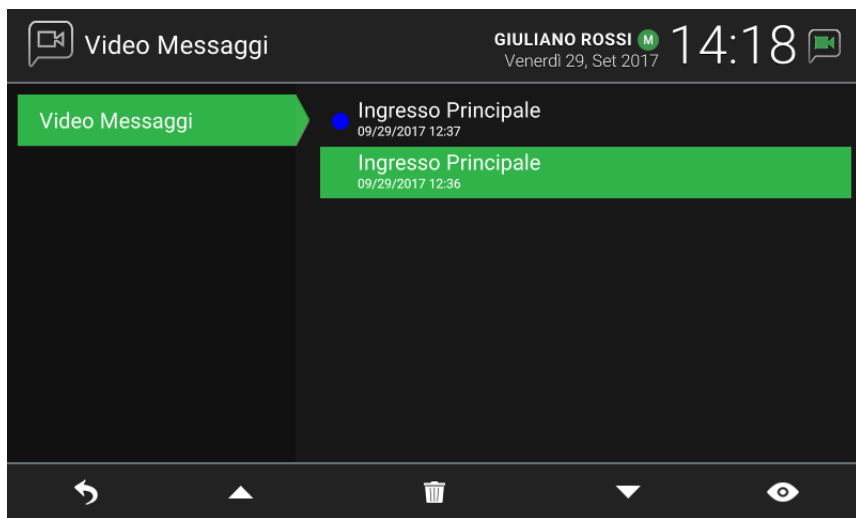 Video Messaggi
GIULIANO ROSSI M
Venerdì 29, Set 2017
14:18
Video Messaggi
Ingresso Principale
09/29/2017 12:37
Ingresso Principale
09/29/2017 12:36